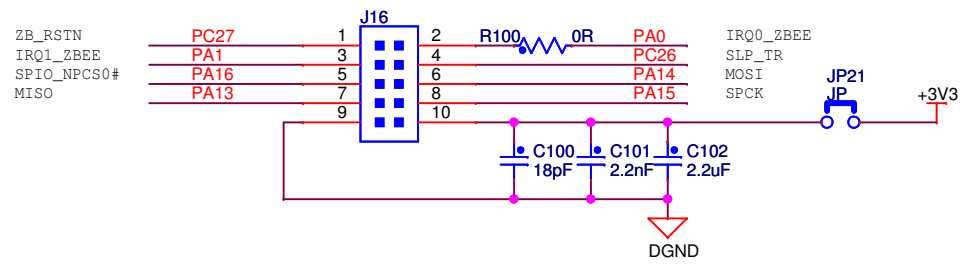 J16
ZB_RSTN PC27 1 2 R100 0R PA0 IRQ0_ZBEE
IRQ1_ZBEE PA1 3 4 PC26 SLP_TR
SPI0_NPCS0# PA16 5 6 PA14 MOSI JP21
MISO PA13 7 8 PA15 SPCK JP +3V3
9 10
C100 C101 C102
18pF 2.2nF 2.2uF
DGND